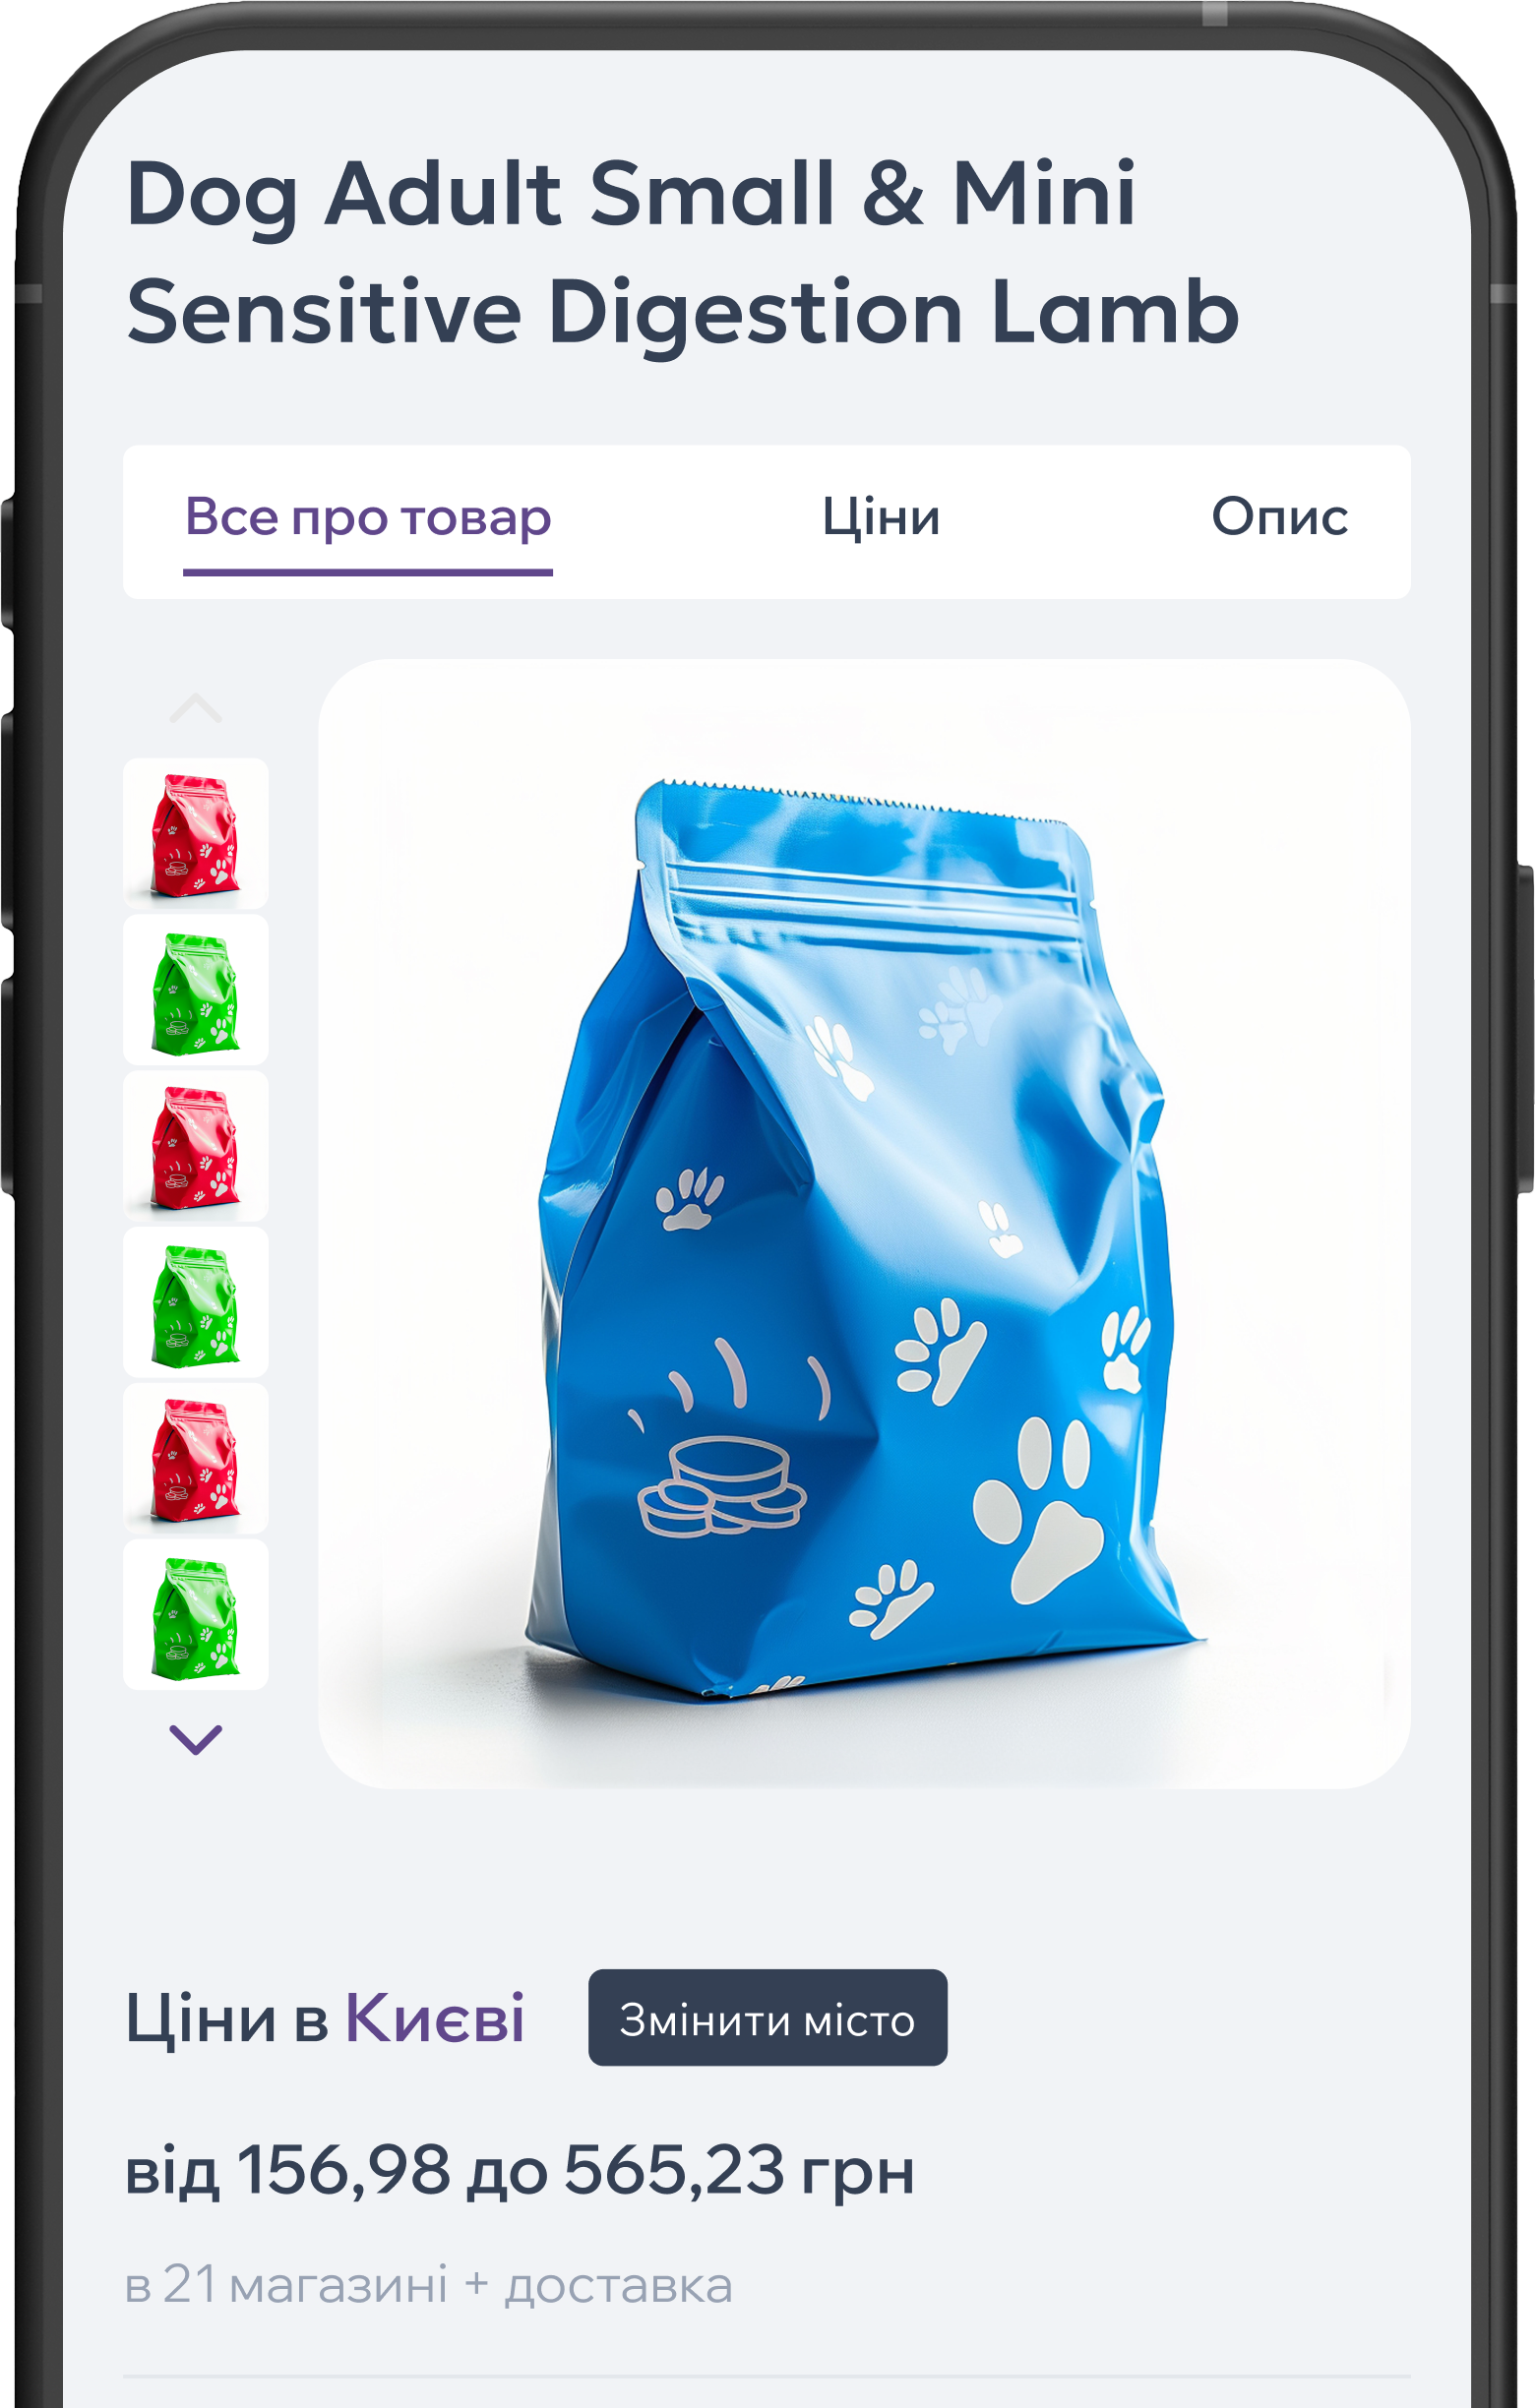 Dog Adult Small & Mini
Sensitive Digestion Lamb
Все про товар Ціни Опис
Ціни в Києві Змінити місто
від 156,98 до 565,23 грн
в 21 магазині + доставка